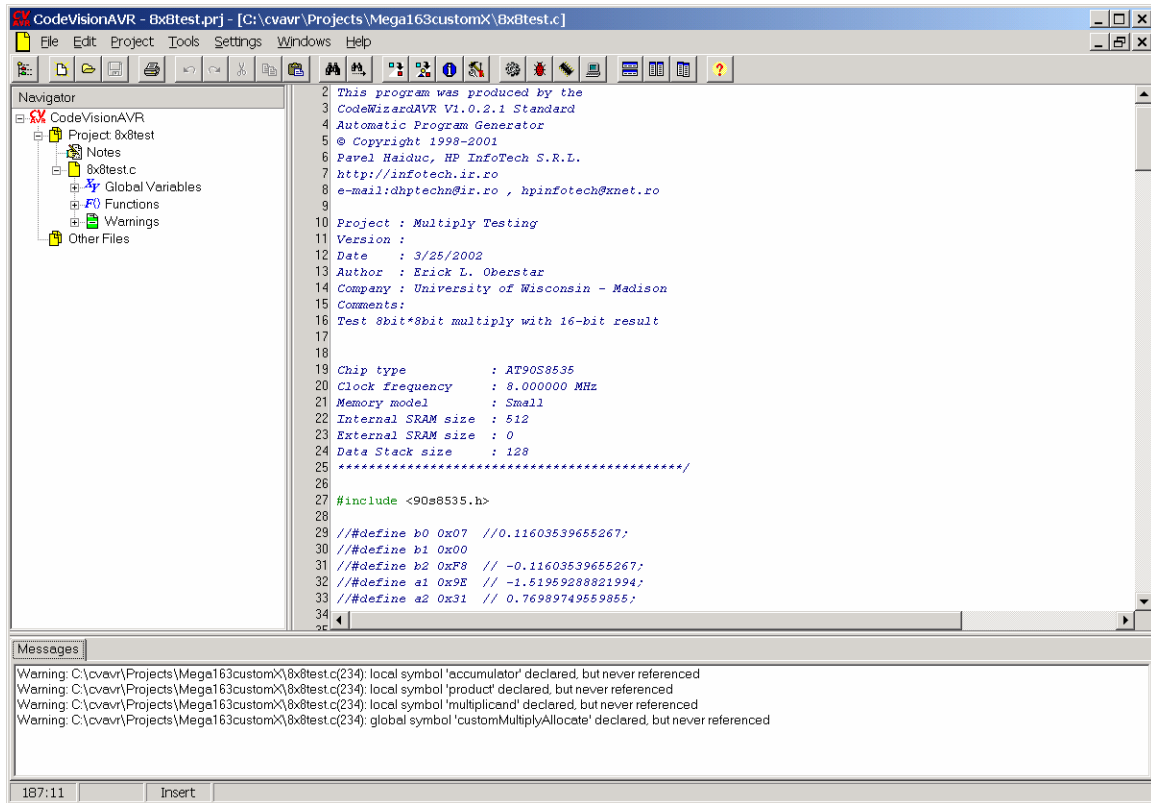 CodeVisionAVR - 8x8test.prj - [C:\cvavr\Projects\Mega163customX\8x8test.c]
File Edit Project Tools Settings Windows Help
Navigator
CodeVisionAVR
Project: 8x8test
Notes
8x8test.c
Global Variables
F() Functions
Warnings
Other Files
2 This program was produced by the
3 CodeWizardAVR V1.0.2.1 Standard
4 Automatic Program Generator
5 © Copyright 1998-2001
6 Pavel Haiduc, HP InfoTech S.R.L.
7 http://infotech.ir.ro
8 e-mail:dhptechn@ir.ro , hpinfotech@xnet.ro
9
10 Project : Multiply Testing
11 Version :
12 Date    : 3/25/2002
13 Author  : Erick L. Oberstar
14 Company : University of Wisconsin - Madison
15 Comments:
16 Test 8bit*8bit multiply with 16-bit result
17
18
19 Chip type           : AT90S8535
20 Clock frequency     : 8.000000 MHz
21 Memory model        : Small
22 Internal SRAM size  : 512
23 External SRAM size  : 0
24 Data Stack size     : 128
25 *********************************************/
26
27 #include <90s8535.h>
28
29 //#define b0 0x07  //0.11603539655267;
30 //#define b1 0x00
31 //#define b2 0xF8  // -0.11603539655267;
32 //#define a1 0x9E  // -1.51959288821994;
33 //#define a2 0x31  // 0.76989749559855;
34
35
Messages
Warning: C:\cvavr\Projects\Mega163customX\8x8test.c(234): local symbol 'accumulator' declared, but never referenced
Warning: C:\cvavr\Projects\Mega163customX\8x8test.c(234): local symbol 'product' declared, but never referenced
Warning: C:\cvavr\Projects\Mega163customX\8x8test.c(234): local symbol 'multiplicand' declared, but never referenced
Warning: C:\cvavr\Projects\Mega163customX\8x8test.c(234): global symbol 'customMultiplyAllocate' declared, but never referenced
187:11 Insert